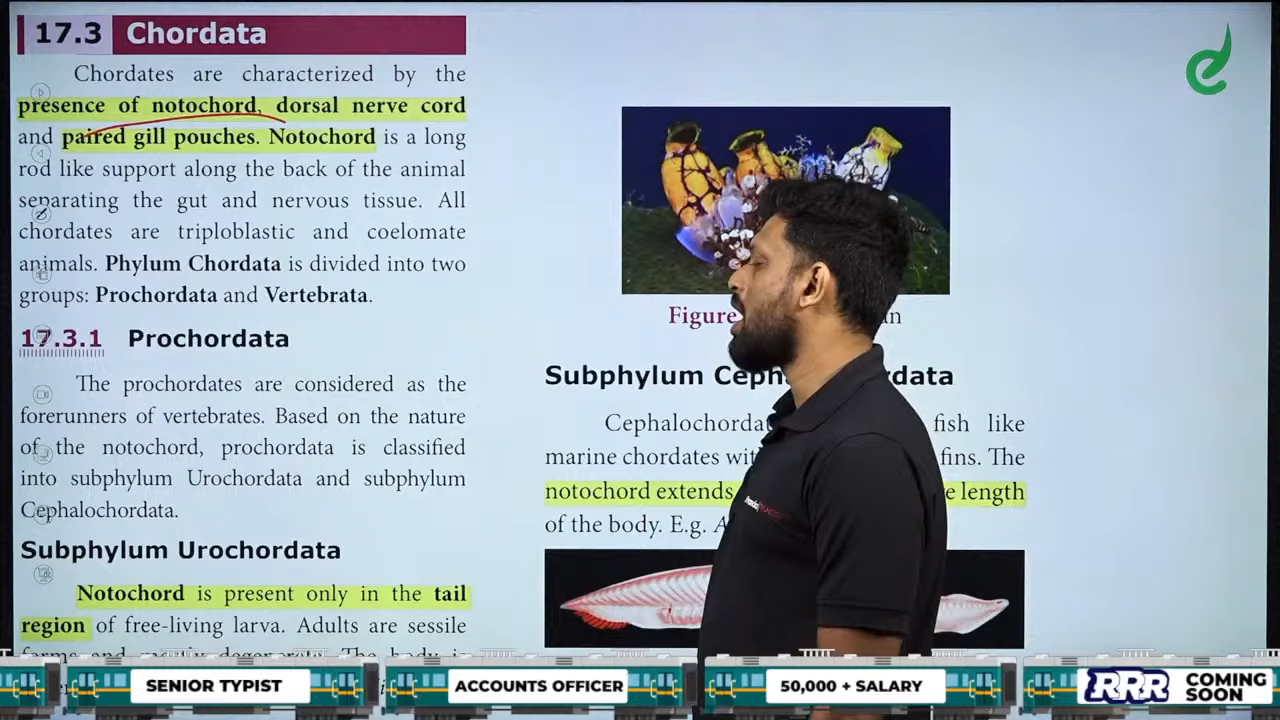 17.3 Chordata
Chordates are characterized by the
presence of notochord, dorsal nerve cord
and paired gill pouches. Notochord is a long
rod like support along the back of the animal
separating the gut and nervous tissue. All
chordates are triploblastic and coelomate
animals. Phylum Chordata is divided into two
groups: Prochordata and Vertebrata.
17.3.1 Prochordata
The prochordates are considered as the
forerunners of vertebrates. Based on the nature
of the notochord, prochordata is classified
into subphylum Urochordata and subphylum
Cephalochordata.
Subphylum Urochordata
Notochord is present only in the tail
region of free-living larva. Adults are sessile
Figure
Subphylum
Cephalochordat fish like
marine chordates fins. The
notochord extends length
of the body. E.g. A
SENIOR TYPIST
ACCOUNTS OFFICER
50,000 + SALARY
RRR COMING
SOON